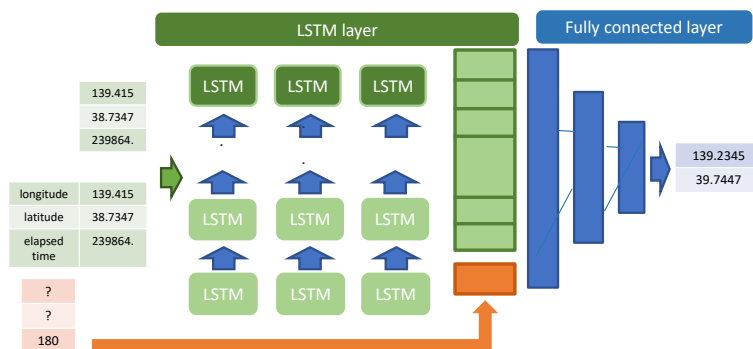 LSTM layer
Fully connected layer
LSTM LSTM LSTM
139.415
38.7347
239864.
longitude 139.415
latitude 38.7347
elapsed time 239864.
LSTM LSTM LSTM
LSTM LSTM LSTM
?
?
180
139.2345
39.7447